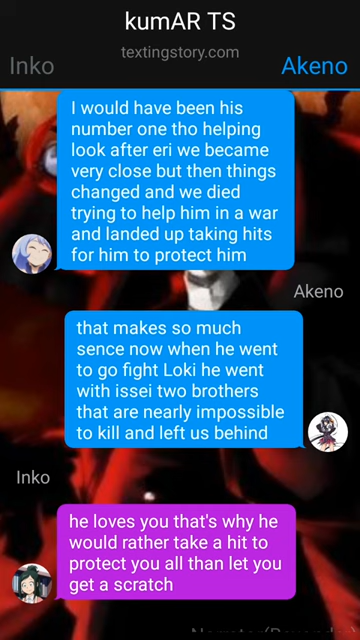 kumAR TS
textingstory.com
Inko
Akeno
I would have been his
number one tho helping
look after eri we became
very close but then things
changed and we died
trying to help him in a war
and landed up taking hits
for him to protect him
Akeno
that makes so much
sence now when he went
to go fight Loki he went
with issei two brothers
that are nearly impossible
to kill and left us behind
Inko
he loves you that's why he
would rather take a hit to
protect you all than let you
get a scratch